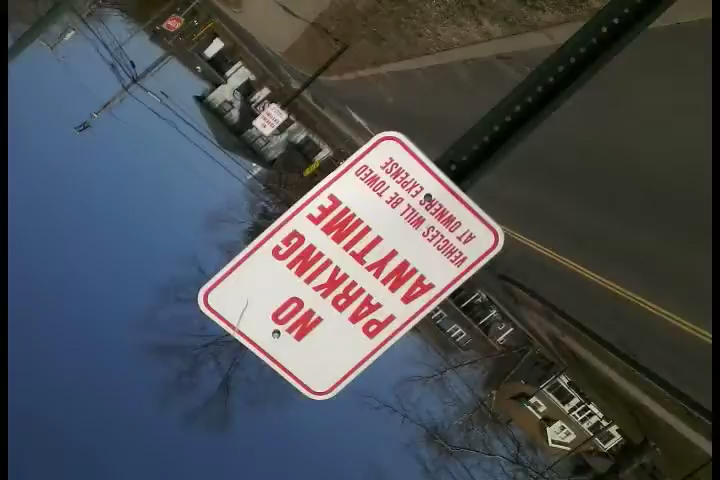 NO
PARKING
ANYTIME
VEHICLES WILL BE TOWED
AT OWNERS EXPENSE